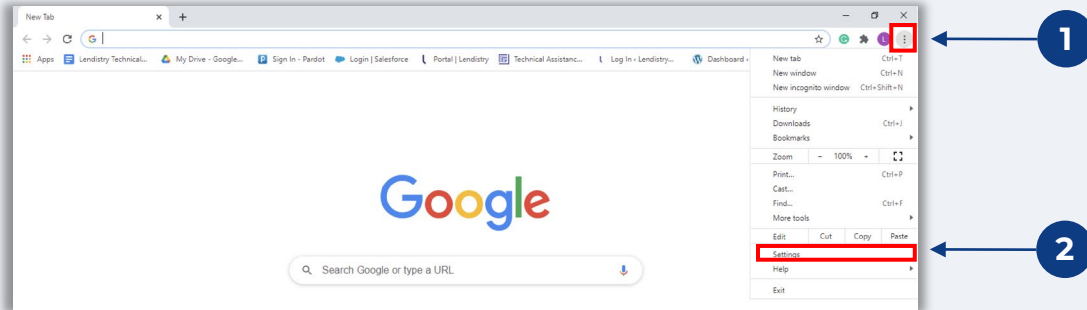 New Tab
G
Apps Lendistry Technical... My Drive - Google... Sign In - Pardot Login | Salesforce Portal | Lendistry Technical Assistanc... Log In ‹ Lendistry... Dashboard ‹
L
1
New tab Ctrl+T
New window Ctrl+N
New incognito window Ctrl+Shift+N
History
Downloads Ctrl+J
Bookmarks
Zoom - 100% +
Print... Ctrl+P
Cast...
Find... Ctrl+F
More tools
Edit Cut Copy Paste
Settings
2
Help
Exit
Google
Search Google or type a URL